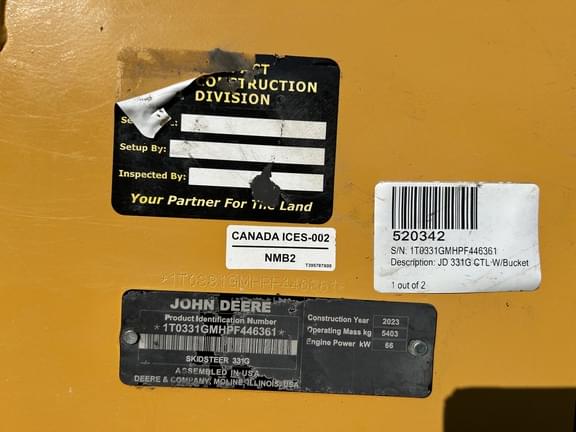 CONSTRUCTION
DIVISION
Setup By:
Inspected By:
Your Partner For The Land
CANADA ICES-002
NMB2
520342
S/N. 1T0331GMHPF446361
Description: JD 331G CTL-W/Bucket
1 out of 2
*1T0331GMHPF446361*
JOHN DEERE
Product Identification Number
*1T0331GMHPF446361*
SKIDSTEER 331G
ASSEMBLED IN USA
DEERE & COMPANY, MOLINE, ILLINOIS, USA
Construction Year 2023
Operating Mass kg 5403
Engine Power kW 66